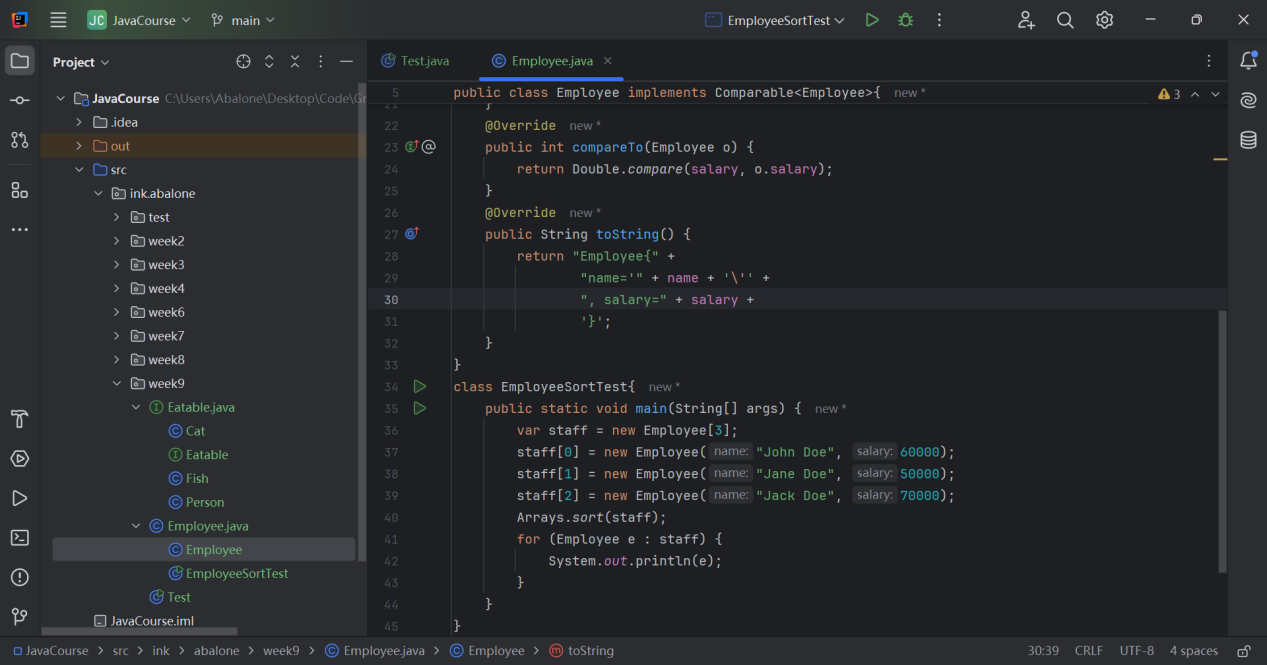 JC JavaCourse main EmployeeSortTest
Project
Test.java Employee.java
JavaCourse C:\Users\Abalone\Desktop\Code\Gr
.idea
out
src
ink.abalone
test
week2
week3
week4
week6
week7
week8
week9
Eatable.java
Cat
Eatable
Fish
Person
Employee.java
Employee
EmployeeSortTest
Test
JavaCourse.iml
5 public class Employee implements Comparable<Employee>{ new *
3
21 }
22 @Override new *
23 public int compareTo(Employee o) {
24 return Double.compare(salary, o.salary);
25 }
26 @Override new *
27 public String toString() {
28 return "Employee{" +
29 "name='" + name + '\'' +
30 ", salary=" + salary +
31 '}';
32 }
33 }
34 class EmployeeSortTest{ new *
35 public static void main(String[] args) { new *
36 var staff = new Employee[3];
37 staff[0] = new Employee( name: "John Doe", salary: 60000);
38 staff[1] = new Employee( name: "Jane Doe", salary: 50000);
39 staff[2] = new Employee( name: "Jack Doe", salary: 70000);
40 Arrays.sort(staff);
41 for (Employee e : staff) {
42 System.out.println(e);
43 }
44 }
45 }
JavaCourse > src > ink > abalone > week9 > Employee.java > Employee > toString
30:39 CRLF UTF-8 4 spaces